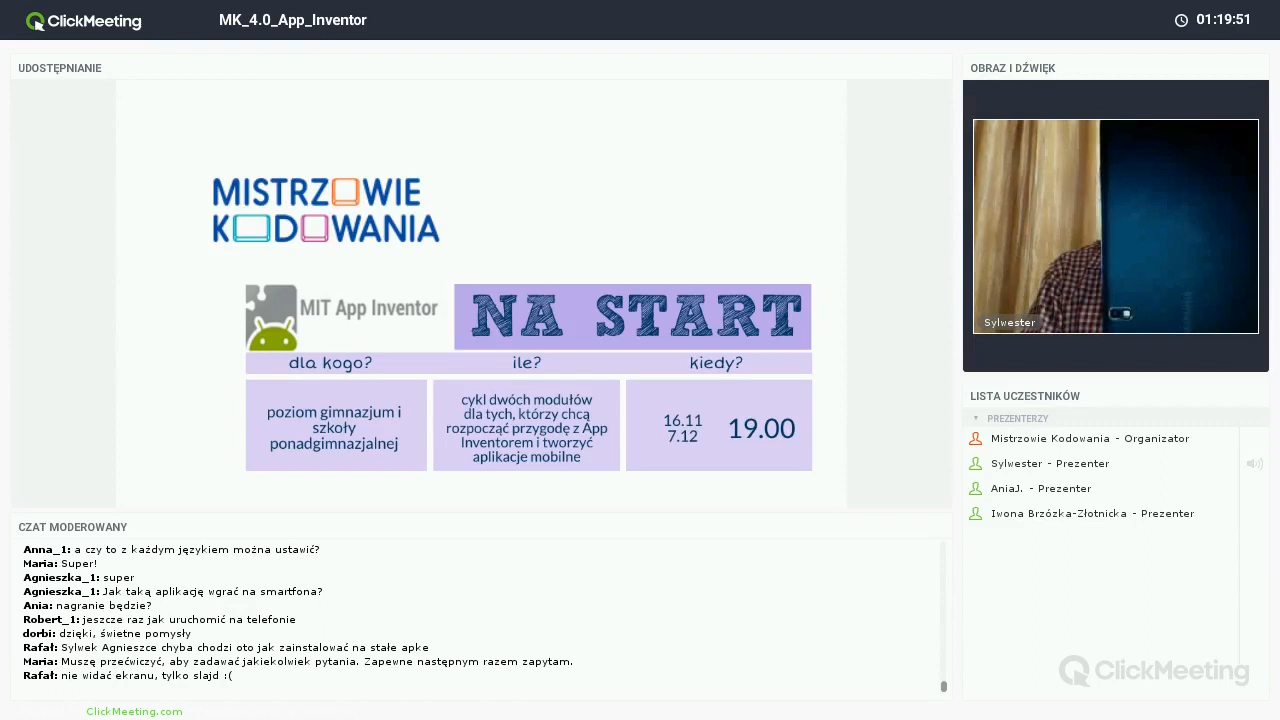 ClickMeeting
MK_4.0_App_Inventor
01:19:51
UDOSTĘPNIANIE
MISTRZOWIE
KODOWANIA
MIT App Inventor
NA START
dla kogo?
ile?
kiedy?
poziom gimnazjum i
szkoły
ponadgimnazjalnej
cykl dwóch modułów
dla tych, którzy chcą
rozpocząć przygodę z App
Inventorem i tworzyć
aplikacje mobilne
16.11
7.12
19.00
OBRAZ I DŹWIĘK
Sylwester
LISTA UCZESTNIKÓW
PREZENTERZY
Mistrzowie Kodowania - Organizator
Sylwester - Prezenter
AniaJ. - Prezenter
Iwona Brzózka-Złotnicka - Prezenter
CZAT MODEROWANY
Anna_1: a czy to z każdym językiem można ustawić?
Maria: Super!
Agnieszka_1: super
Agnieszka_1: Jak taką aplikację wgrać na smartfona?
Ania: nagranie będzie?
Robert_1: jeszcze raz jak uruchomić na telefonie
dorbi: dzięki, świetne pomysły
Rafał: Sylwek Agnieszce chyba chodzi oto jak zainstalować na stałe apke
Maria: Muszę przećwiczyć, aby zadawać jakiekolwiek pytania. Zapewne następnym razem zapytam.
Rafał: nie widać ekranu, tylko slajd :(
ClickMeeting
ClickMeeting.com